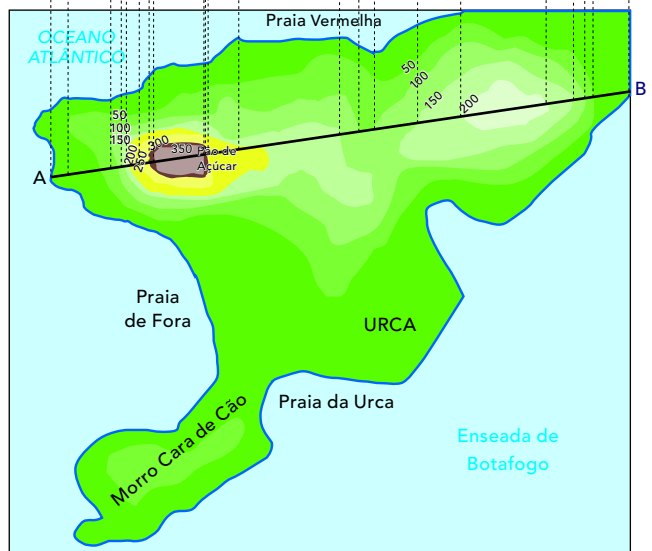 Praia Vermelha
OCEANO
ATLÂNTICO
50
100
150
200
250
300
350
Pão de
Açúcar
50
100
150
200
A
B
Praia
de Fora
URCA
Praia da Urca
Morro Cara de Cão
Enseada de
Botafogo